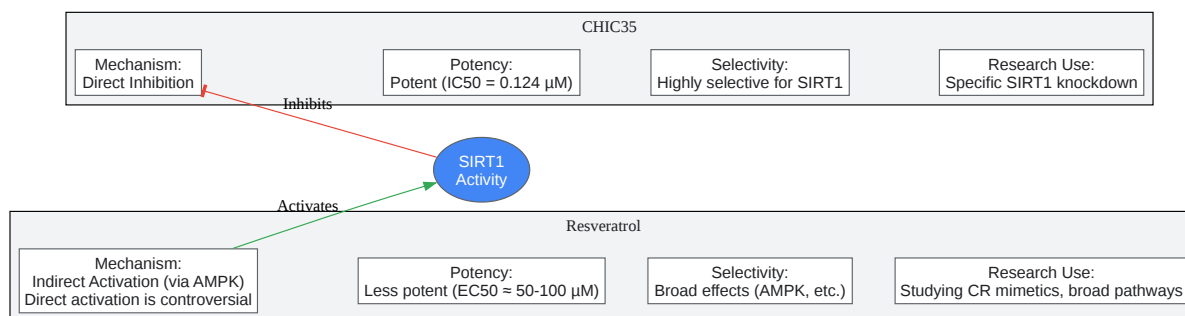 CHIC35
Mechanism:
Direct Inhibition
Potency:
Potent (IC50 = 0.124 µM)
Selectivity:
Highly selective for SIRT1
Research Use:
Specific SIRT1 knockdown
Inhibits
SIRT1
Activity
Activates
Resveratrol
Mechanism:
Indirect Activation (via AMPK)
Direct activation is controversial
Potency:
Less potent (EC50 ≈ 50-100 µM)
Selectivity:
Broad effects (AMPK, etc.)
Research Use:
Studying CR mimetics, broad pathways